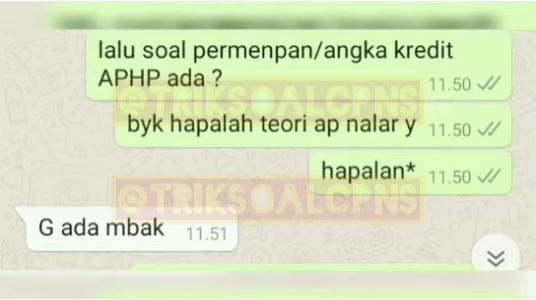 lalu soal permenpan/angka kredit
APHP ada ?
11.50
@TRIKSOALCPNS
byk hapalah teori ap nalar y
11.50
hapalan*
11.50
@TRIKSOALCPNS
G ada mbak
11.51